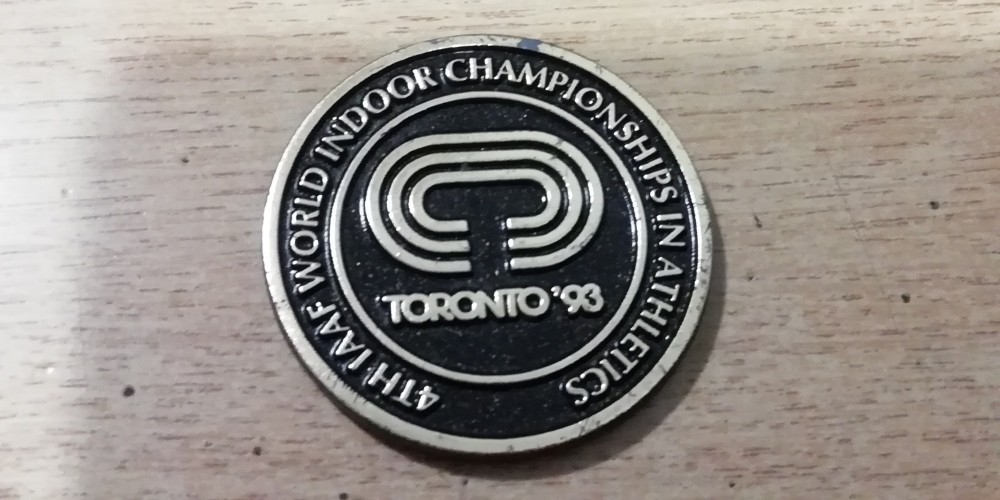 4TH IAAF WORLD INDOOR CHAMPIONSHIPS IN ATHLETICS
TORONTO '93